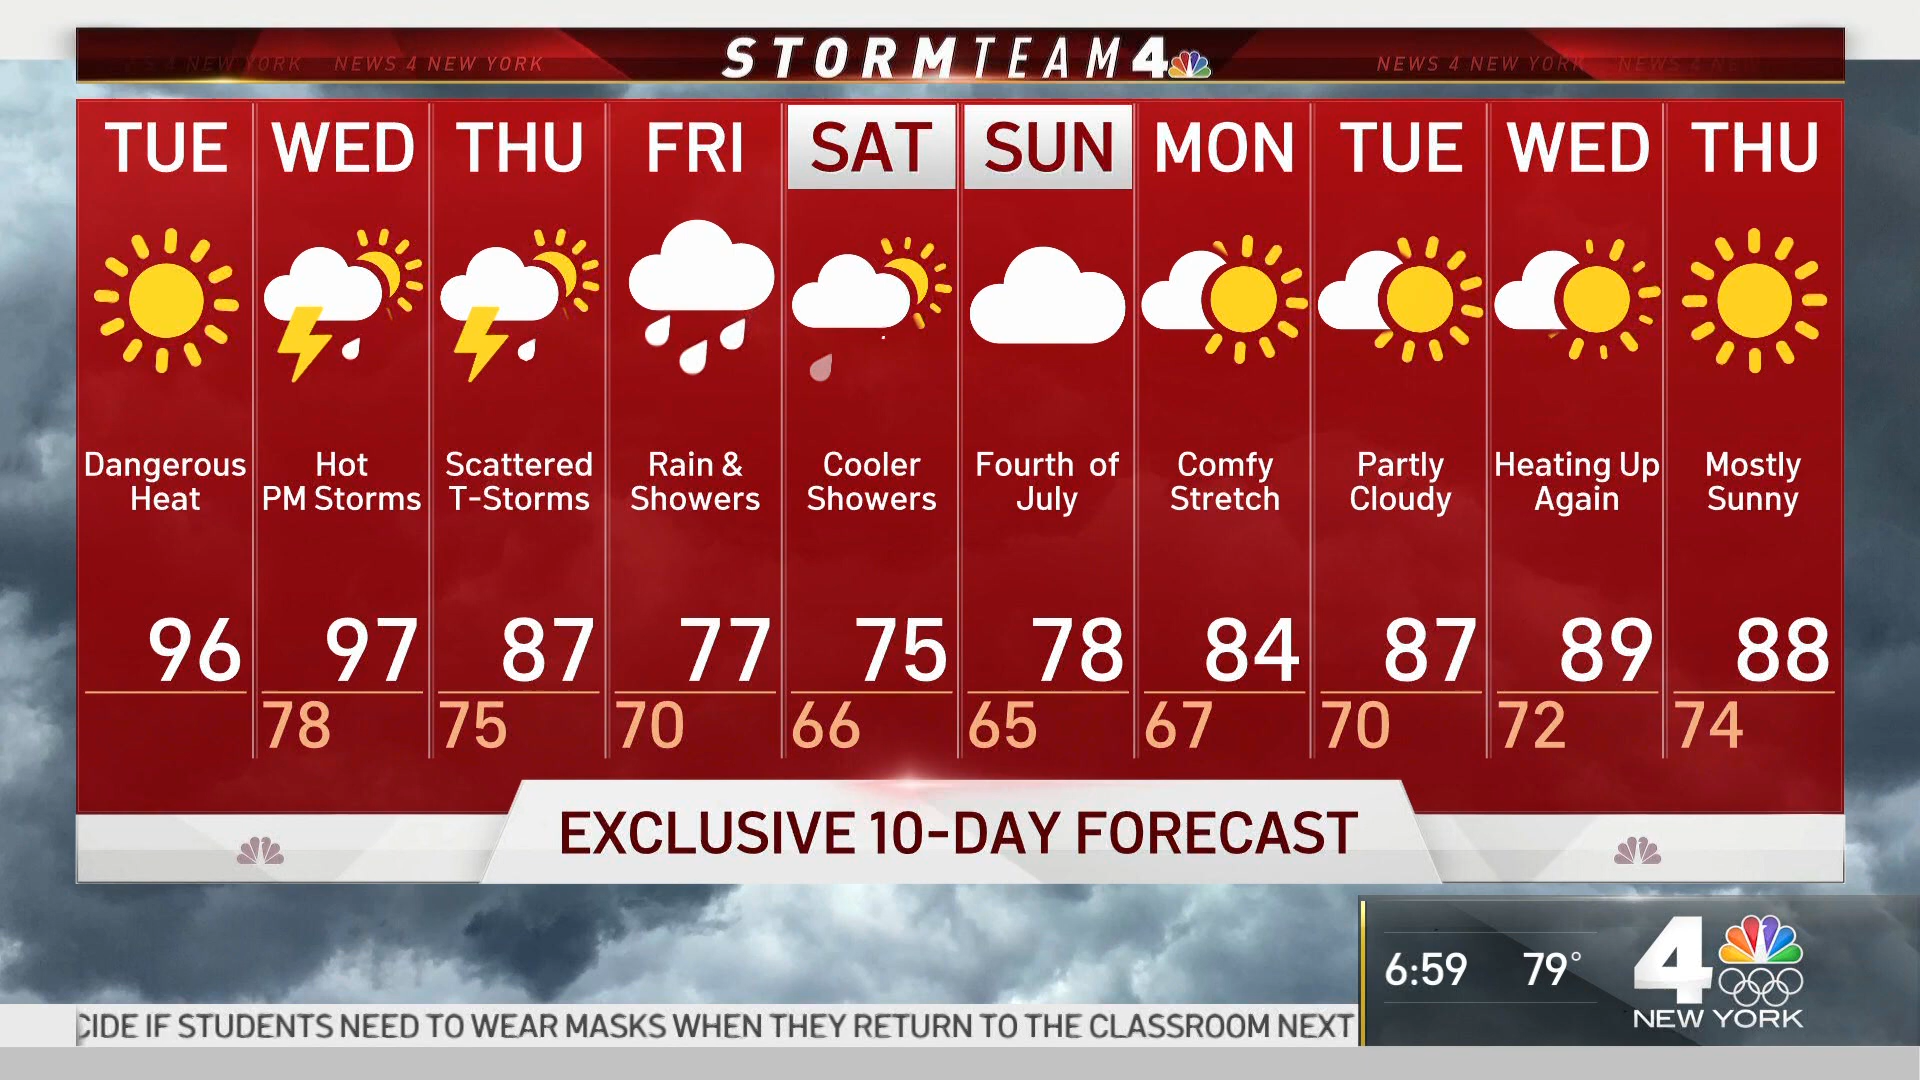 NEWS 4 NEW YORK
STORMTEAM4
NEWS 4 NEW YORK
TUE WED THU FRI SAT SUN MON TUE WED THU
Dangerous
Heat
Hot
PM Storms
Scattered
T-Storms
Rain &
Showers
Cooler
Showers
Fourth of
July
Comfy
Stretch
Partly
Cloudy
Heating Up
Again
Mostly
Sunny
96 97 87 77 75 78 84 87 89 88
78 75 70 66 65 67 70 72 74
EXCLUSIVE 10-DAY FORECAST
6:59 79°
4
NEW YORK
CIDE IF STUDENTS NEED TO WEAR MASKS WHEN THEY RETURN TO THE CLASSROOM NEXT